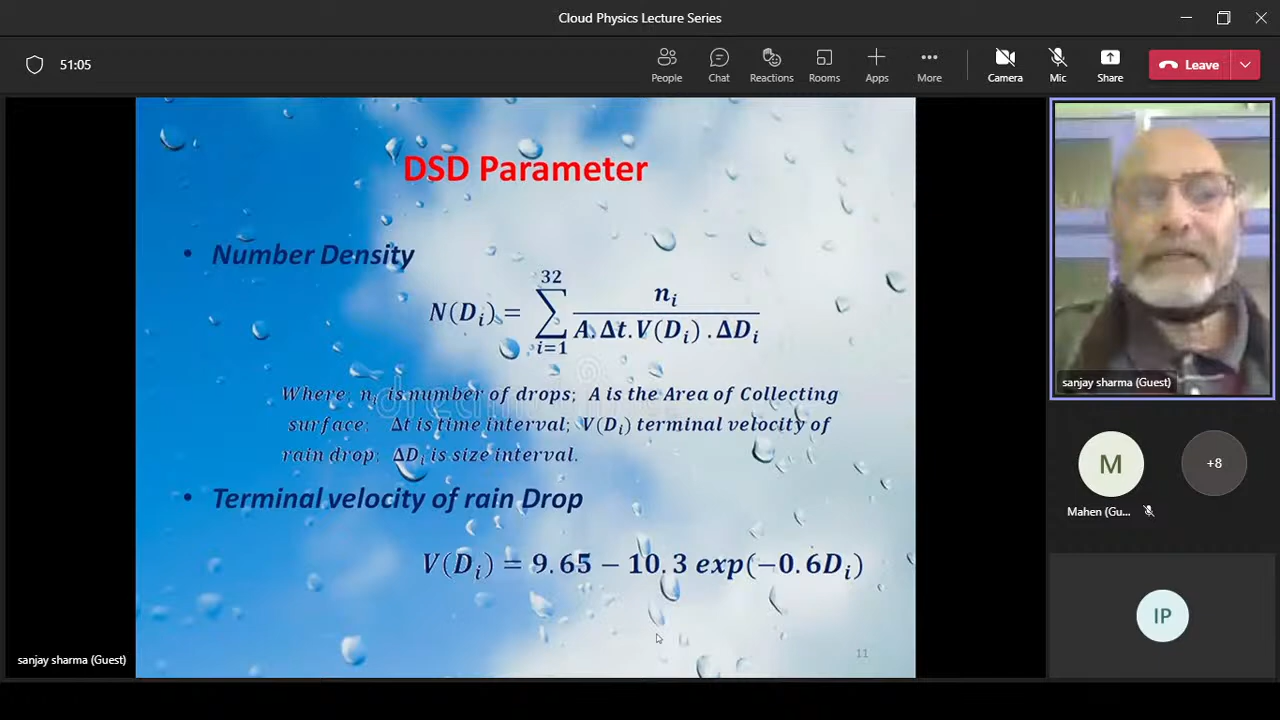 Cloud Physics Lecture Series
51:05
People
Chat
Reactions
Rooms
Apps
More
Camera
Mic
Share
Leave
DSD Parameter
• Number Density
N(Dᵢ) = ∑ᵢ₌₁³² nᵢ / A.Δt.V(Dᵢ).ΔDᵢ
Where; nᵢ is number of drops; A is the Area of Collecting
surface; Δt is time interval; V(Dᵢ) terminal velocity of
rain drop; ΔDᵢ is size interval.
• Terminal velocity of rain Drop
V(Dᵢ) = 9.65 − 10.3 exp(−0.6Dᵢ)
11
sanjay sharma (Guest)
sanjay sharma (Guest)
M
+8
Mahen (Gu...
IP